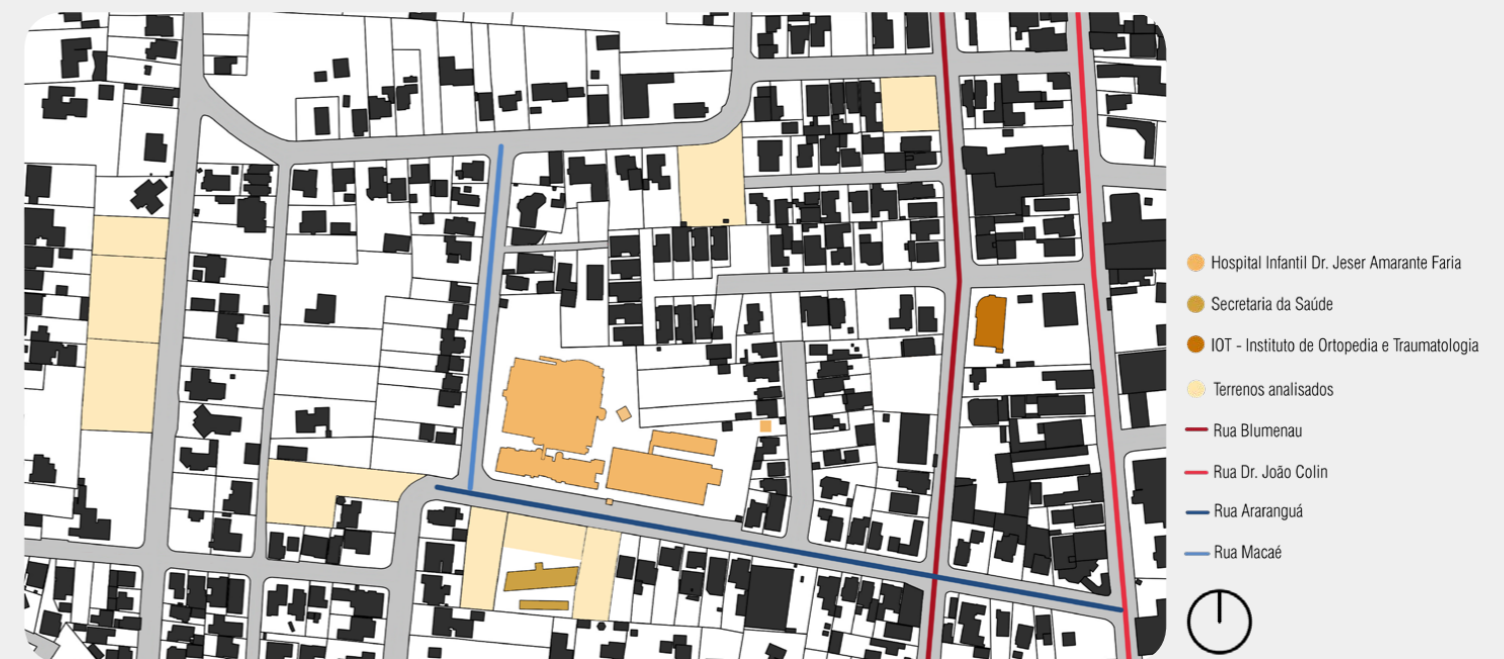 Hospital Infantil Dr. Jeser Amarante Faria
Secretaria da Saúde
IOT - Instituto de Ortopedia e Traumatologia
Terrenos analisados
Rua Blumenau
Rua Dr. João Colin
Rua Araranguá
Rua Macaé